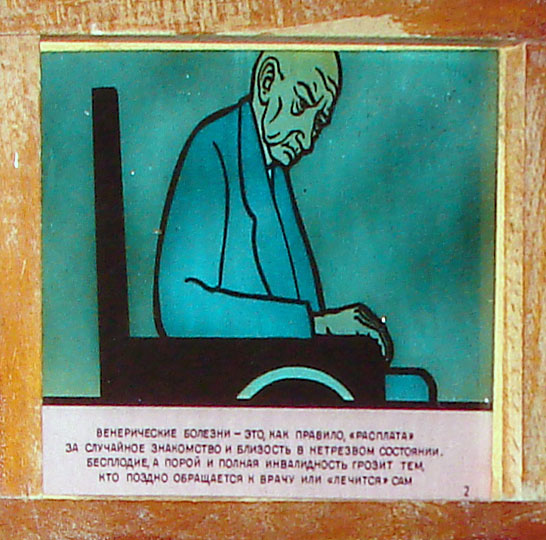 ВЕНЕРИЧЕСКИЕ БОЛЕЗНИ – ЭТО, КАК ПРАВИЛО, «РАСПЛАТА»
ЗА СЛУЧАЙНОЕ ЗНАКОМСТВО И БЛИЗОСТЬ В НЕТРЕЗВОМ СОСТОЯНИИ.
БЕСПЛОДИЕ, А ПОРОЙ И ПОЛНАЯ ИНВАЛИДНОСТЬ ГРОЗИТ ТЕМ,
КТО ПОЗДНО ОБРАЩАЕТСЯ К ВРАЧУ ИЛИ «ЛЕЧИТСЯ» САМ
2